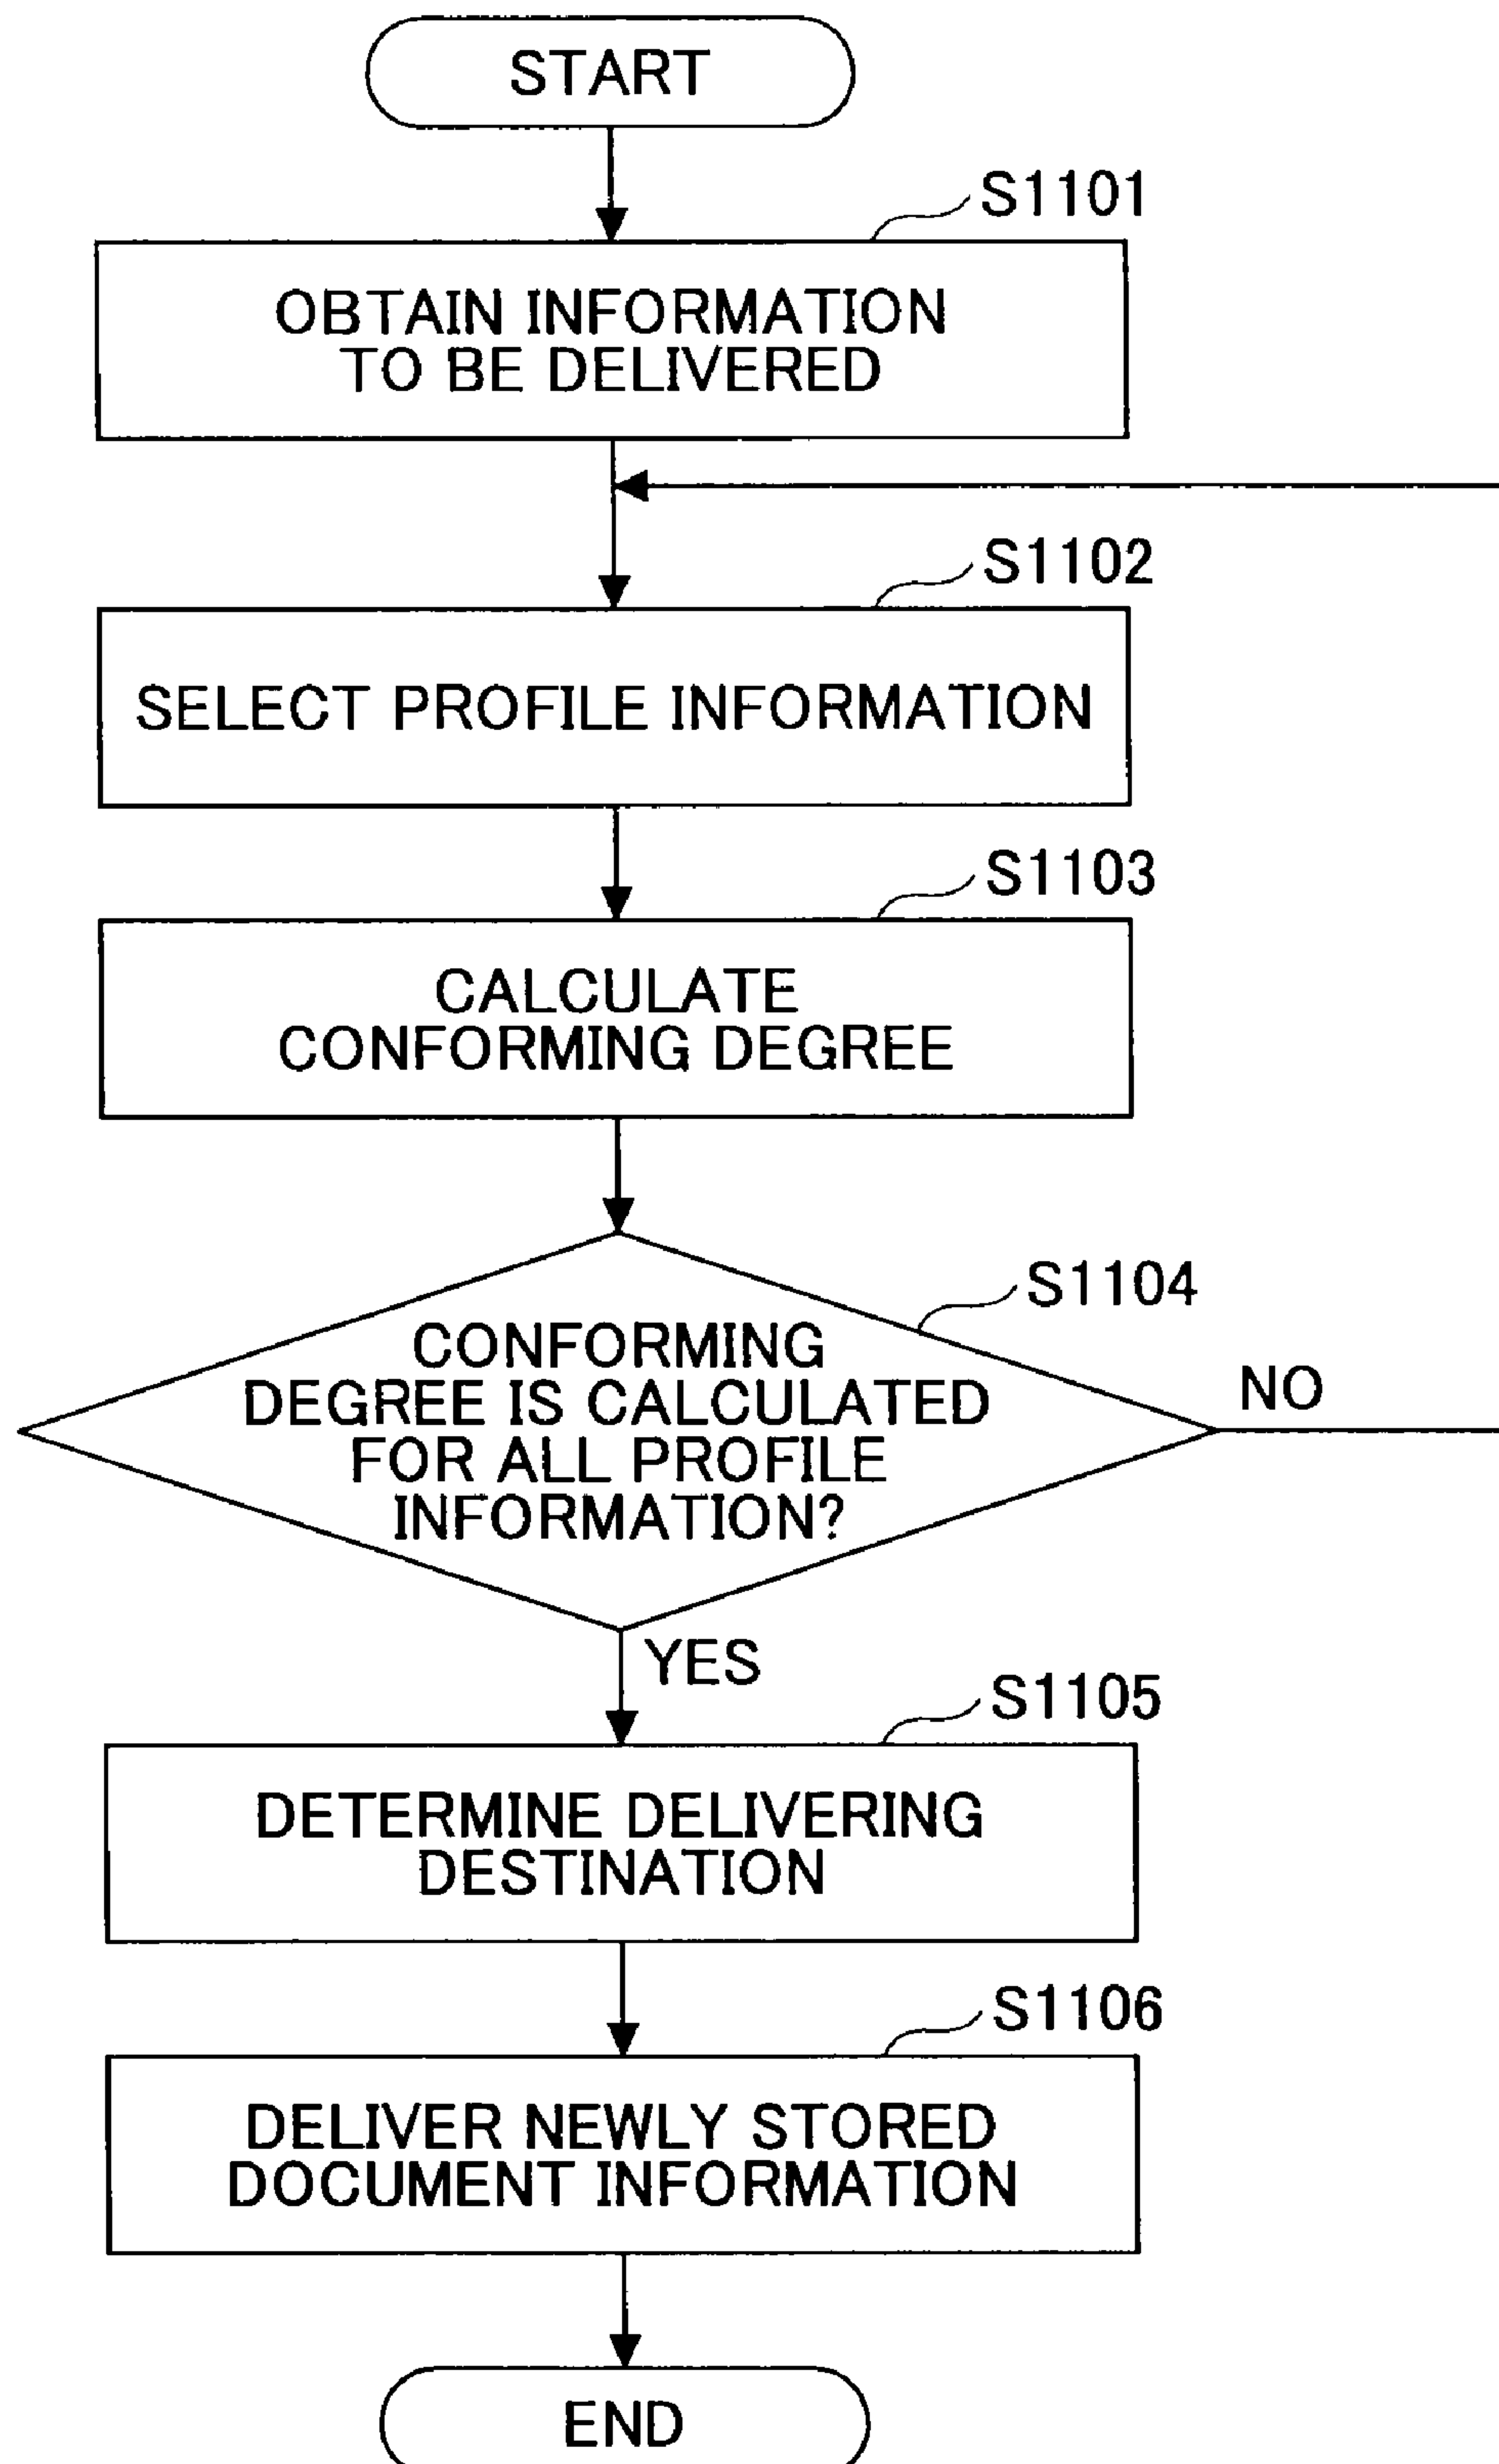 START
S1101
OBTAIN INFORMATION
TO BE DELIVERED
S1102
SELECT PROFILE INFORMATION
S1103
CALCULATE
CONFORMING DEGREE
S1104
CONFORMING
DEGREE IS CALCULATED
FOR ALL PROFILE
INFORMATION?
NO
YES
S1105
DETERMINE DELIVERING
DESTINATION
S1106
DELIVER NEWLY STORED
DOCUMENT INFORMATION
END